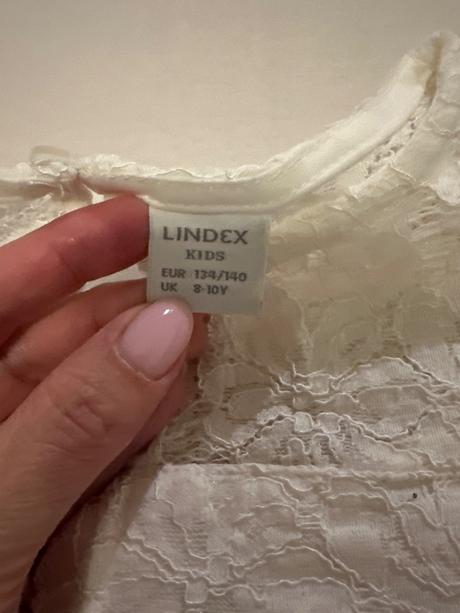 LINDEX
KIDS
EUR 134/140
UK 8-10Y